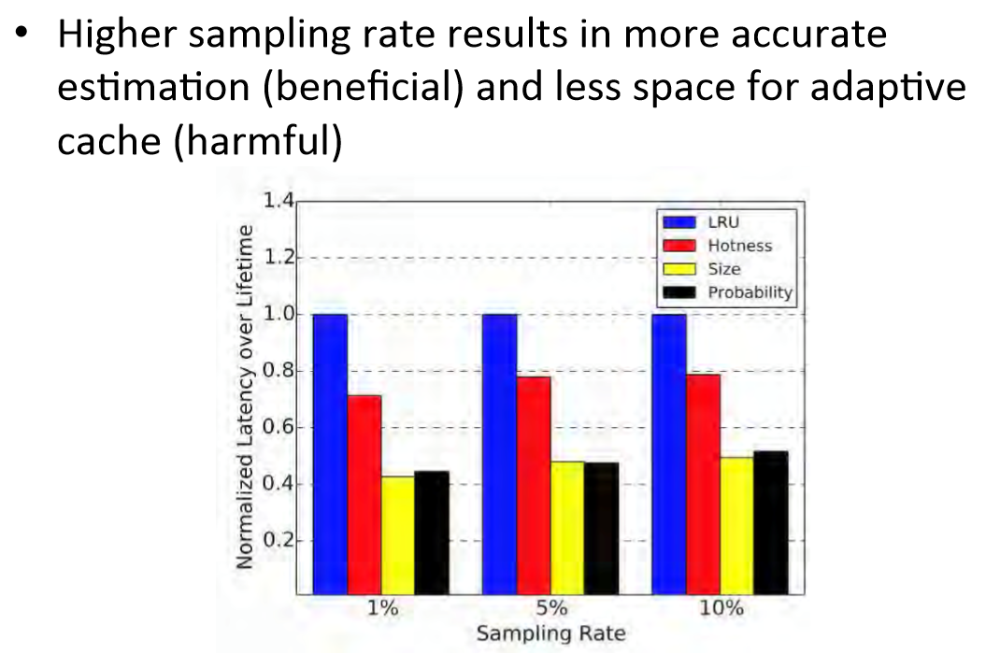 • Higher sampling rate results in more accurate
estimation (beneficial) and less space for adaptive
cache (harmful)
1.4
1.2
1.0
0.8
0.6
0.4
0.2
Normalized Latency over Lifetime
LRU
Hotness
Size
Probability
1% 5% 10%
Sampling Rate